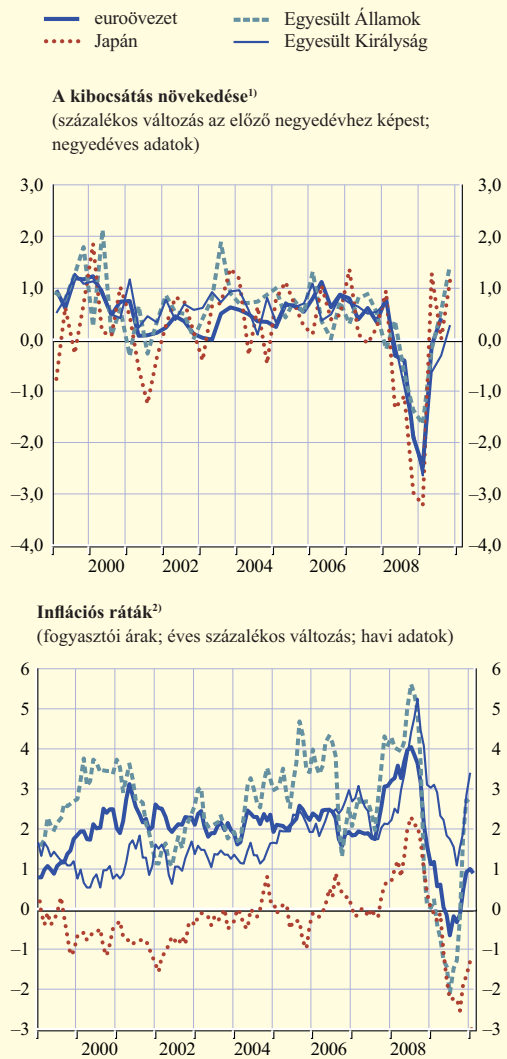 euroövezet
Egyesült Államok
Japán
Egyesült Királyság
A kibocsátás növekedése1)
(százalékos változás az előző negyedévhez képest;
negyedéves adatok)
3,0 3,0
2,0 2,0
1,0 1,0
0,0 0,0
–1,0 –1,0
–2,0 –2,0
–3,0 –3,0
–4,0 –4,0
2000 2002 2004 2006 2008
Inflációs ráták2)
(fogyasztói árak; éves százalékos változás; havi adatok)
6 6
5 5
4 4
3 3
2 2
1 1
0 0
–1 –1
–2 –2
–3 –3
2000 2002 2004 2006 2008